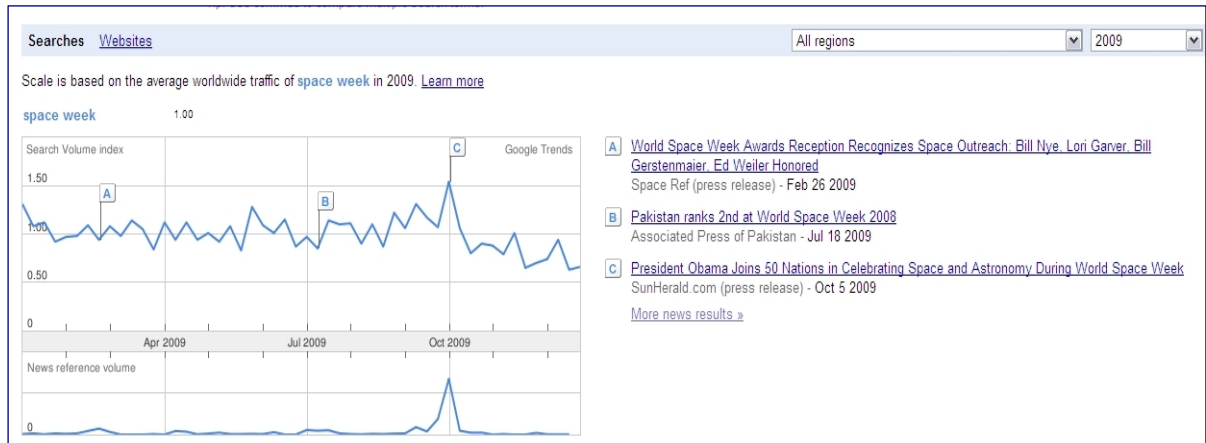 Searches Websites All regions 2009
Scale is based on the average worldwide traffic of space week in 2009. Learn more
space week 1.00
Search Volume index Google Trends
C
1.50
A
B
1.00
0.50
0
Apr 2009 Jul 2009 Oct 2009
News reference volume
0
A World Space Week Awards Reception Recognizes Space Outreach: Bill Nye, Lori Garver, Bill
Gerstenmaier, Ed Weiler Honored
Space Ref (press release) - Feb 26 2009
B Pakistan ranks 2nd at World Space Week 2008
Associated Press of Pakistan - Jul 18 2009
C President Obama Joins 50 Nations in Celebrating Space and Astronomy During World Space Week
SunHerald.com (press release) - Oct 5 2009
More news results »